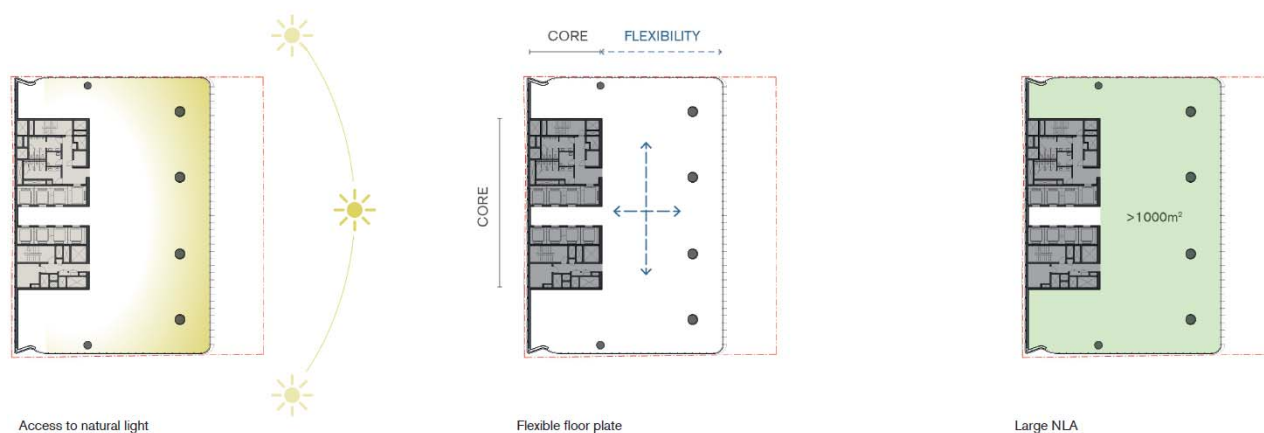 CORE
FLEXIBILITY
CORE
>1000m²
Access to natural light
Flexible floor plate
Large NLA